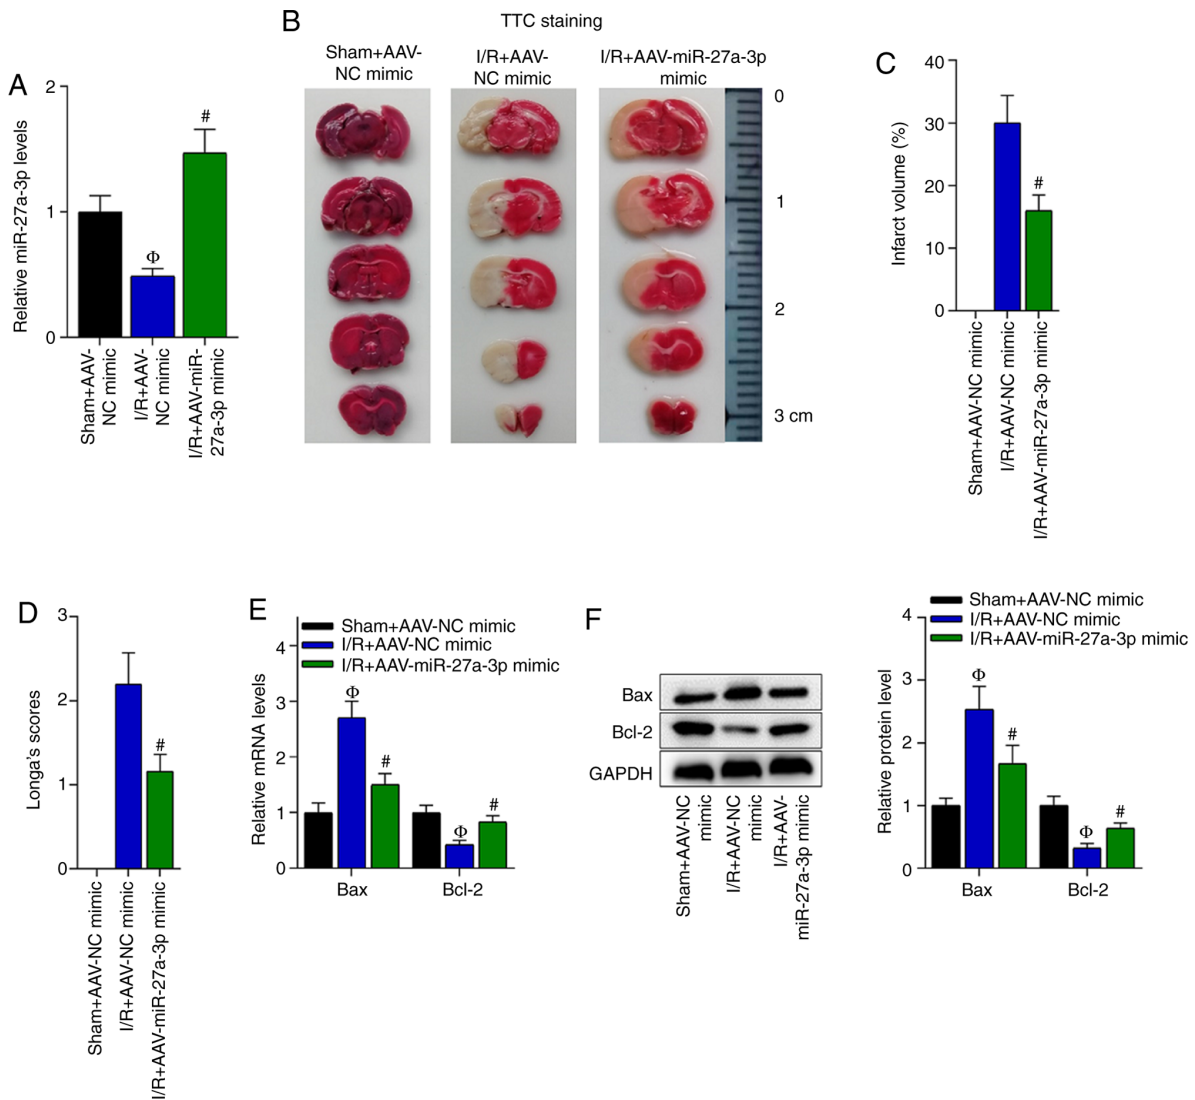 A
Relative miR-27a-3p levels
2
1
0
#
Φ
Sham+AAV-
NC mimic
I/R+AAV-
NC mimic
I/R+AAV-miR-
27a-3p mimic
B
TTC staining
Sham+AAV-
NC mimic
I/R+AAV-
NC mimic
I/R+AAV-miR-27a-3p
mimic
0
1
2
3 cm
C
Infarct volume (%)
40
30
20
10
0
#
Sham+AAV-NC mimic
I/R+AAV-NC mimic
I/R+AAV-miR-27a-3p mimic
D
Longa's scores
3
2
1
0
#
Sham+AAV-NC mimic
I/R+AAV-NC mimic
I/R+AAV-miR-27a-3p mimic
E
Relative mRNA levels
4
3
2
1
0
Sham+AAV-NC mimic
I/R+AAV-NC mimic
I/R+AAV-miR-27a-3p mimic
Φ
#
Φ
#
Bax
Bcl-2
F
Bax
Bcl-2
GAPDH
Sham+AAV-NC
mimic
I/R+AAV-NC
mimic
I/R+AAV-
miR-27a-3p mimic
Sham+AAV-NC mimic
I/R+AAV-NC mimic
I/R+AAV-miR-27a-3p mimic
Relative protein level
4
3
2
1
0
Φ
#
Φ
#
Bax
Bcl-2